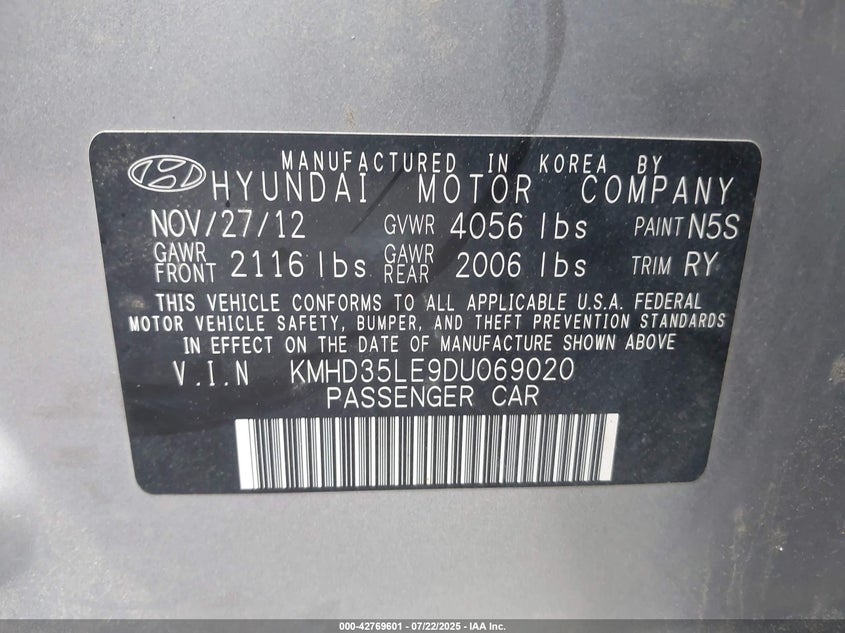 MANUFACTURED IN KOREA BY
HYUNDAI MOTOR COMPANY
NOV/27/12 GVWR 4056 lbs PAINT N5S
GAWR FRONT 2116 lbs GAWR REAR 2006 lbs TRIM RY
THIS VEHICLE CONFORMS TO ALL APPLICABLE U.S.A. FEDERAL
MOTOR VEHICLE SAFETY, BUMPER, AND THEFT PREVENTION STANDARDS
IN EFFECT ON THE DATE OF MANUFACTURE SHOWN ABOVE
V.I.N KMHD35LE9DU069020
PASSENGER CAR
000-42769601 - 07/22/2025 - IAA Inc.